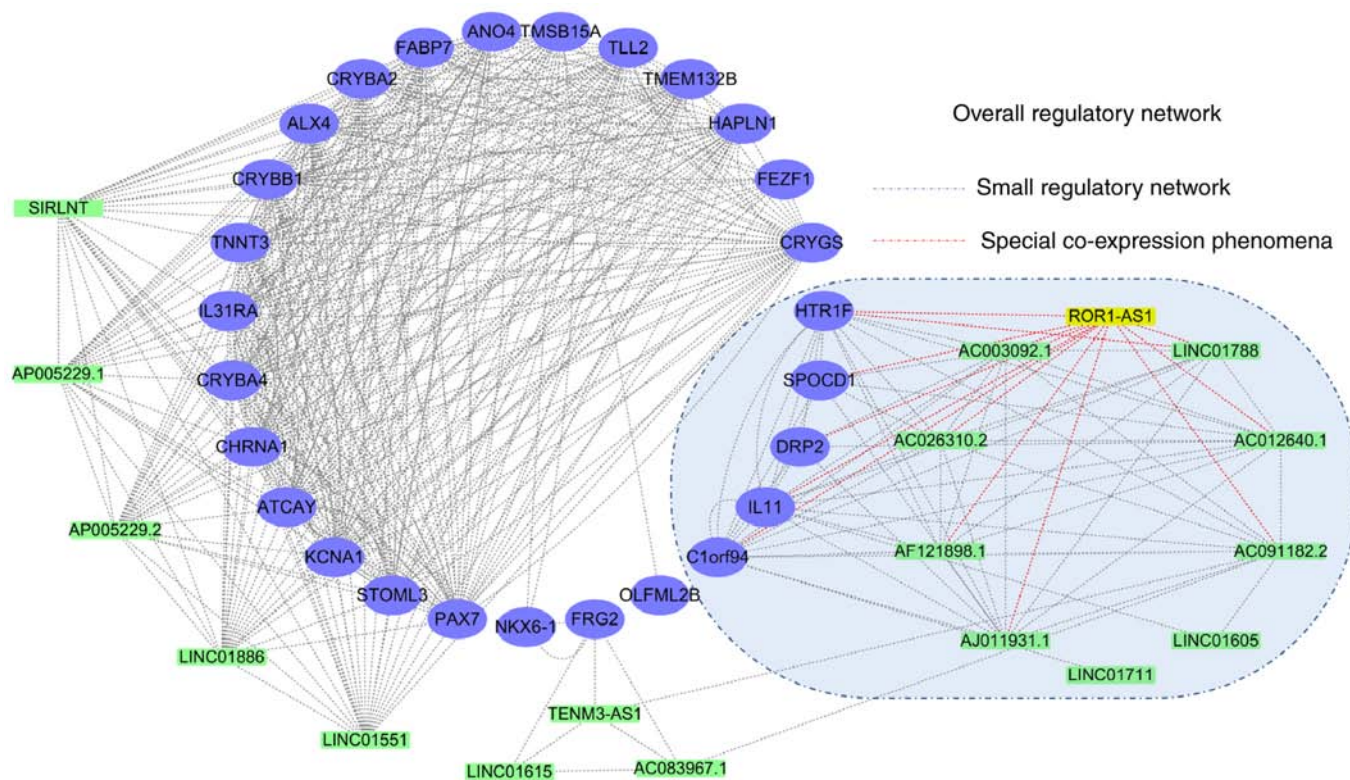 ANO4
TMSB15A
FABP7
TLL2
CRYBA2
TMEM132B
ALX4
HAPLN1
Overall regulatory network
CRYBB1
FEZF1
Small regulatory network
SIRLNT
TNNT3
CRYGS
Special co-expression phenomena
IL31RA
HTR1F
ROR1-AS1
AC003092.1
LINC01788
AP005229.1
CRYBA4
SPOCD1
CHRNA1
DRP2
AC026310.2
AC012640.1
ATCAY
IL11
AP005229.2
KCNA1
C1orf94
AF121898.1
AC091182.2
STOML3
OLFML2B
PAX7
NKX6-1
FRG2
AJ011931.1
LINC01605
LINC01886
LINC01711
TENM3-AS1
LINC01551
LINC01615
AC083967.1